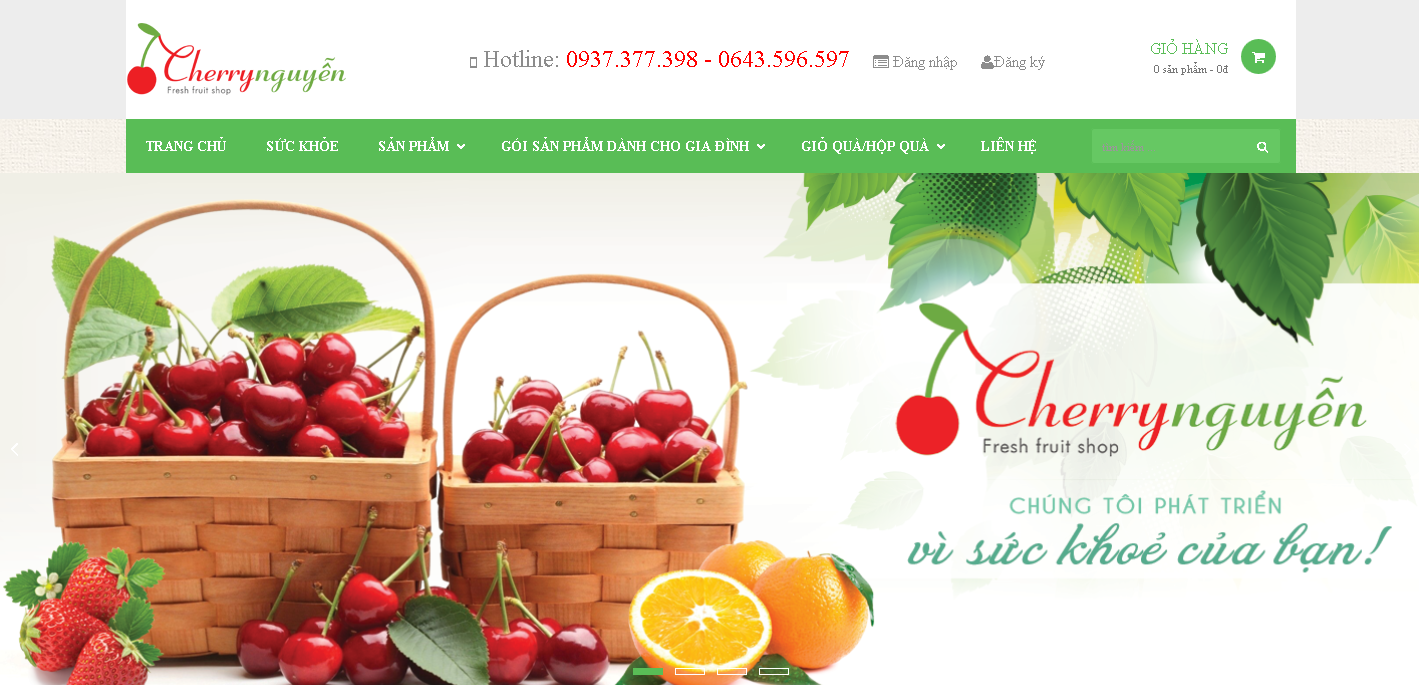 Cherrynguyễn
Fresh fruit shop
Hotline: 0937.377.398 - 0643.596.597
Đăng nhập
Đăng ký
GIỎ HÀNG
0 sản phẩm - 0đ
TRANG CHỦ
SỨC KHỎE
SẢN PHẨM
GÓI SẢN PHẨM DÀNH CHO GIA ĐÌNH
GIỎ QUÀ/HỘP QUÀ
LIÊN HỆ
Cherrynguyễn
Fresh fruit shop
CHÚNG TÔI PHÁT TRIỂN
vì sức khoẻ của bạn!